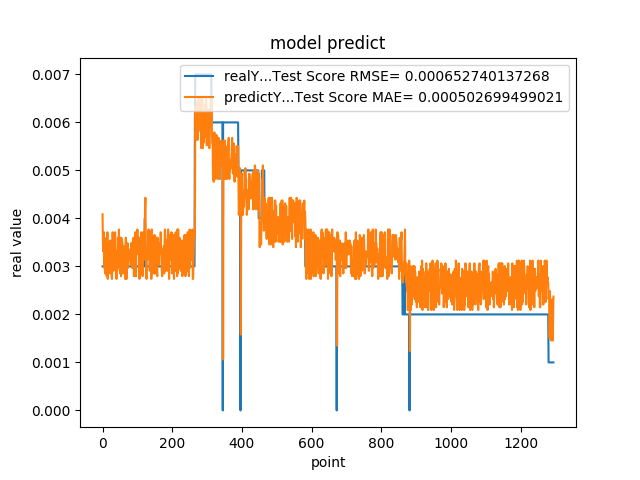 model predict
realY...Test Score RMSE= 0.000652740137268
predictY...Test Score MAE= 0.000502699499021
real value
0.007
0.006
0.005
0.004
0.003
0.002
0.001
0.000
0 200 400 600 800 1000 1200
point